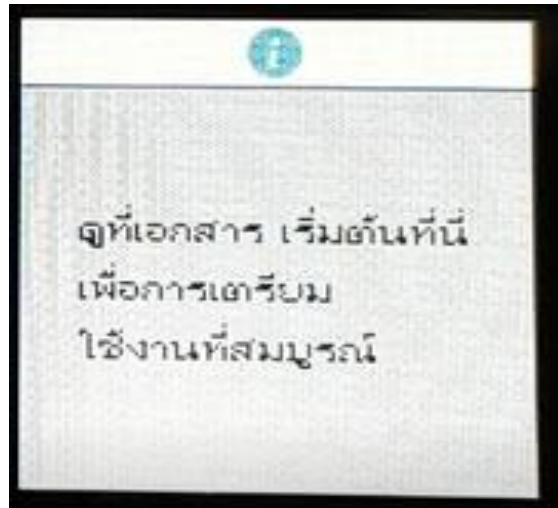 ดูที่เอกสาร เริ่มต้นที่นี่
เพื่อการเตรียม
ใช้งานที่สมบูรณ์